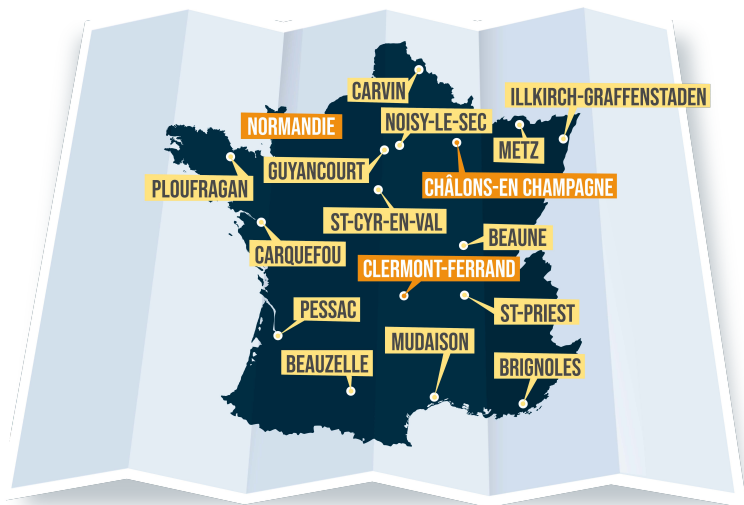 CARVIN
ILLKIRCH-GRAFFENSTADEN
NORMANDIE
NOISY-LE-SEC
METZ
GUYANCOURT
PLOUFRAGAN
CHÂLONS-EN CHAMPAGNE
ST-CYR-EN-VAL
BEAUNE
CARQUEFOU
CLERMONT-FERRAND
PESSAC
ST-PRIEST
MUDAISON
BEAUZELLE
BRIGNOLES